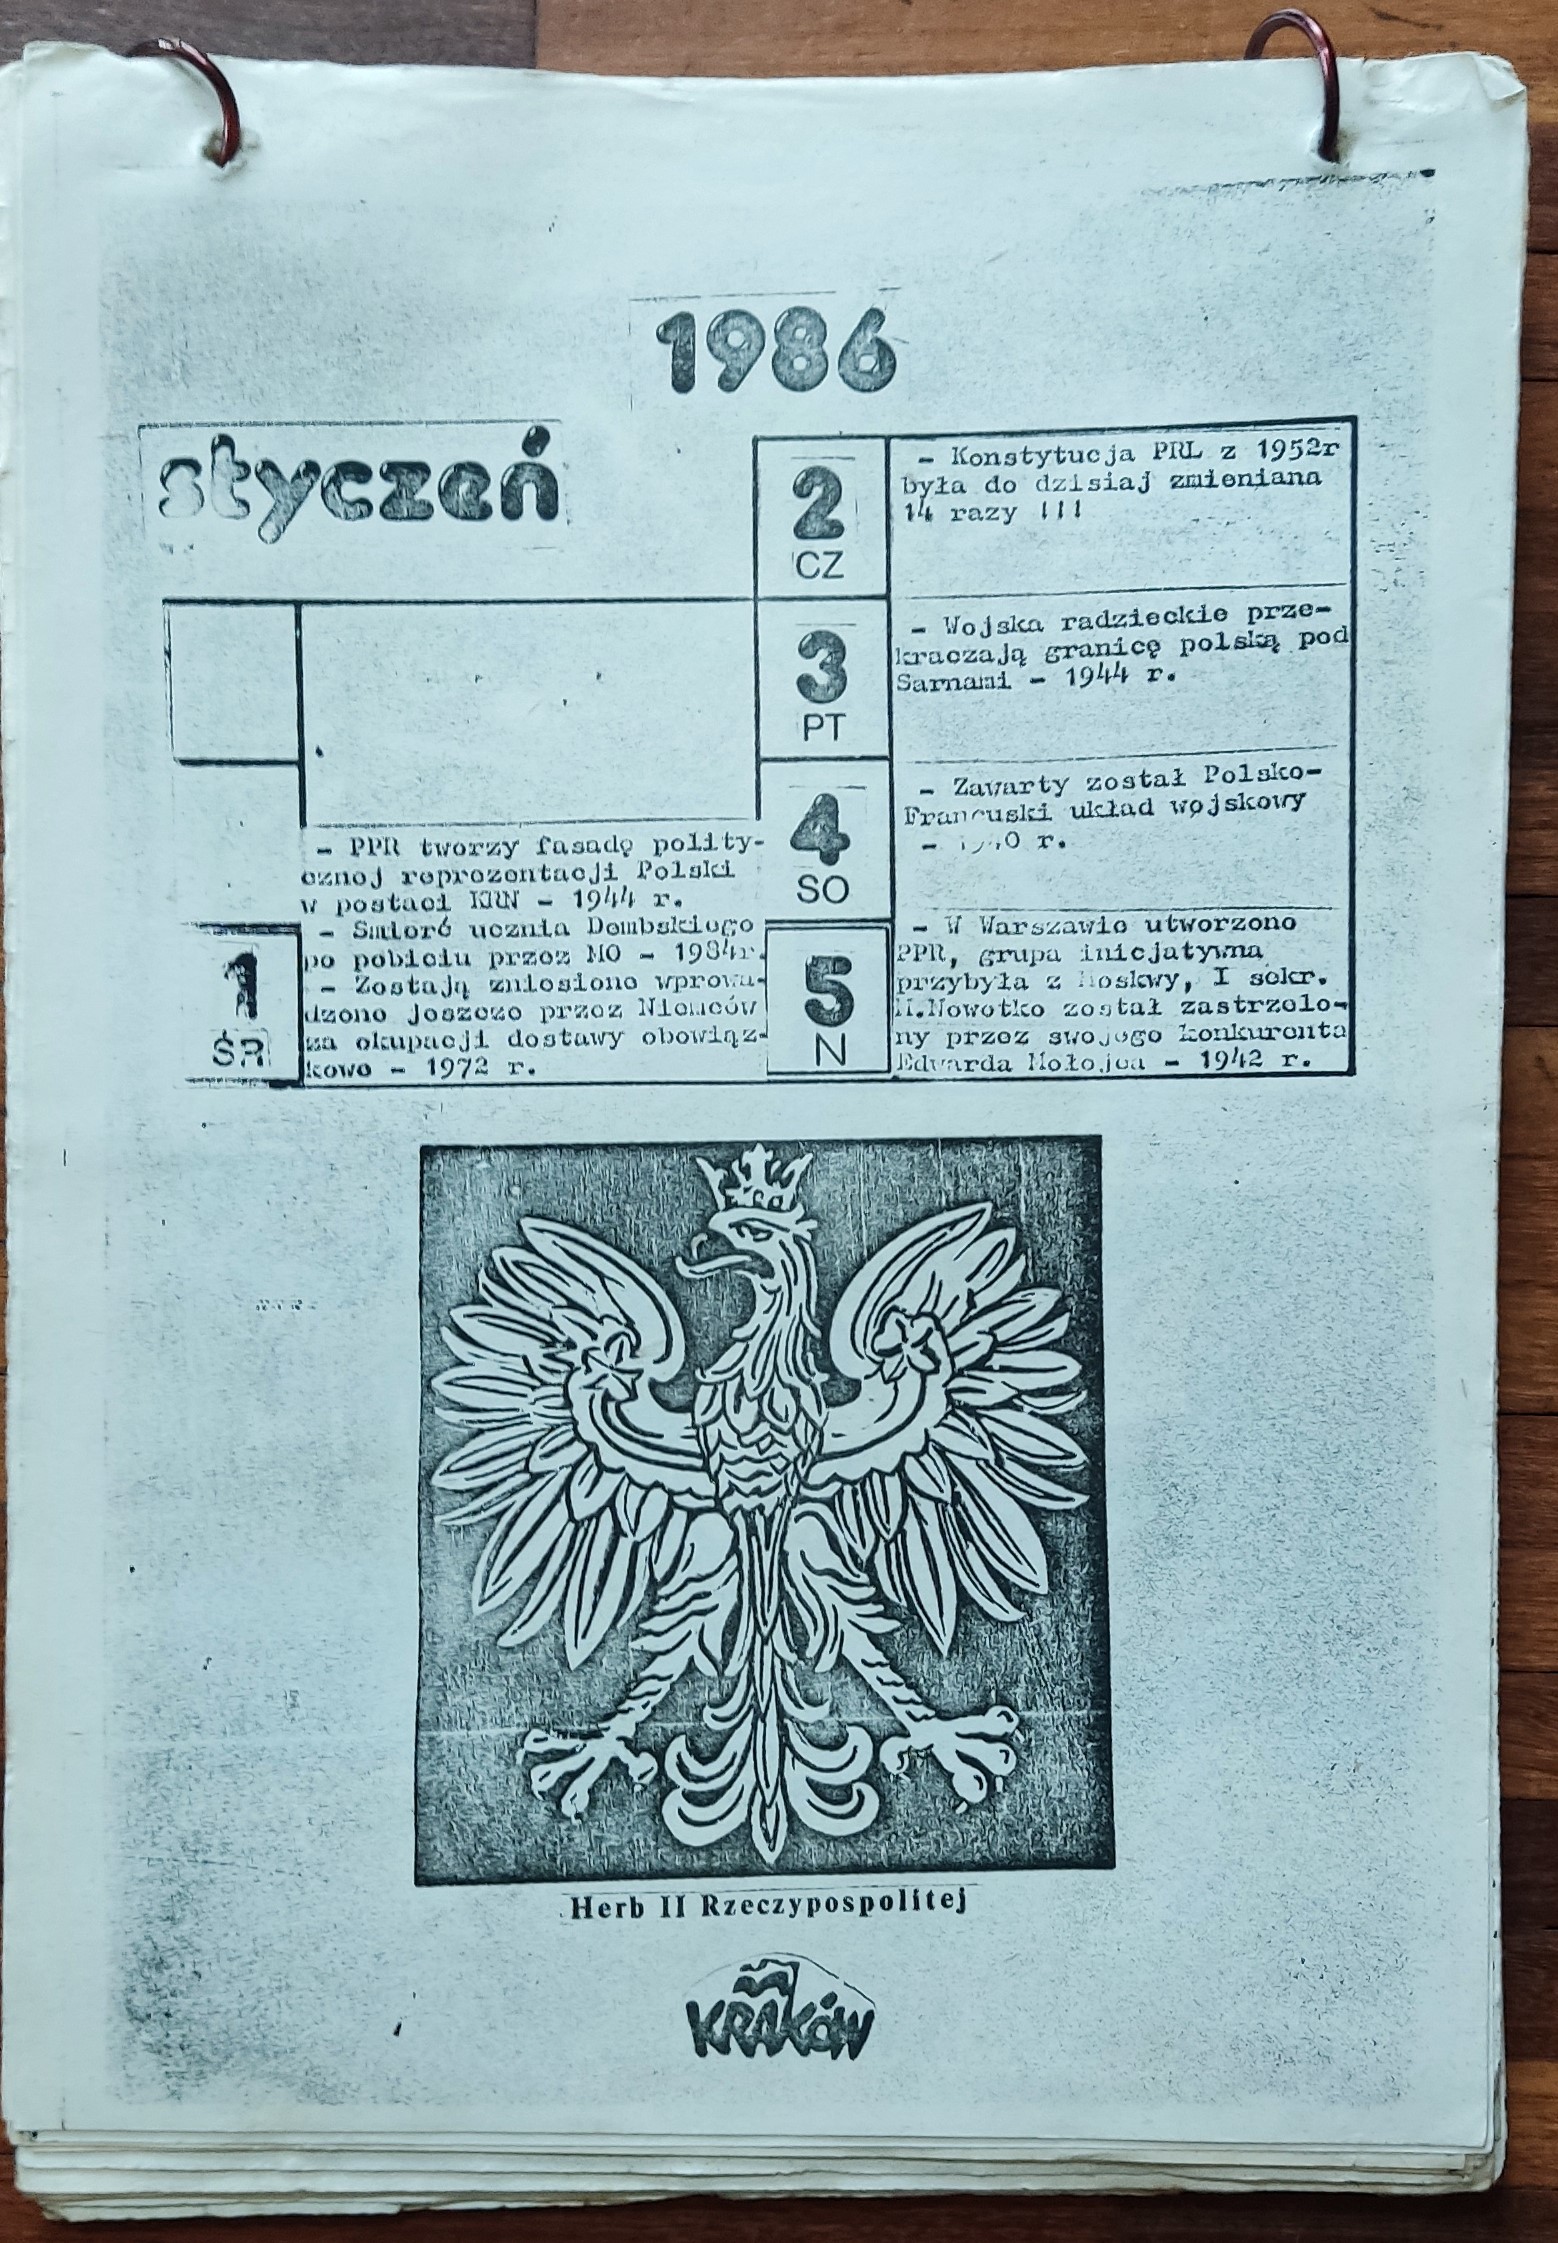 1986
styczeń
- PPR tworzy fasadę polity-
cznej reprezentacji Polski
w postaci KRN - 1944 r.
- Śmierć ucznia Dembskiego
po pobiciu przez MO - 1984r.
- Zostają zniesione wprowa-
dzone jeszcze przez Niemców
za okupacji dostawy obowiąz-
kowe - 1972 r.
1
ŚR
2
CZ
- Konstytucja PRL z 1952r
była do dzisiaj zmieniana
14 razy !!!
3
PT
- Wojska radzieckie prze-
kraczają granicę polską pod
Sarnami - 1944 r.
4
SO
- Zawarty został Polsko-
Francuski układ wojskowy
- r.
5
N
- W Warszawie utworzono
PPR, grupa inicjatywna
przybyła z Moskwy, I sekr.
M.Nowotko został zastrzelo-
ny przez swojego konkurenta
Edwarda Mołojca - 1942 r.
Herb II Rzeczypospolitej
KRAKÓW